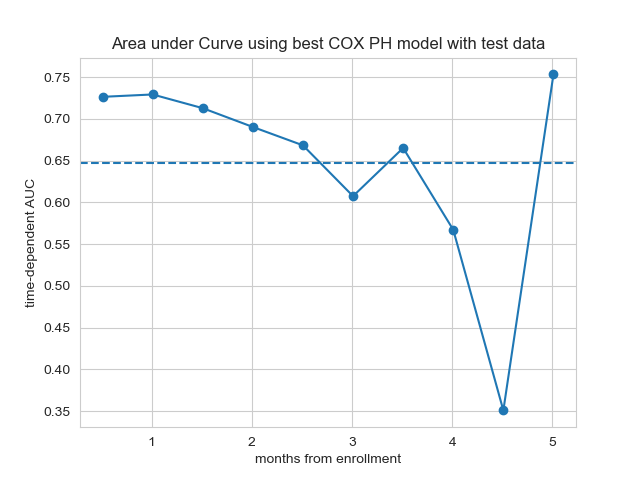 Area under Curve using best COX PH model with test data
time-dependent AUC
0.75
0.70
0.65
0.60
0.55
0.50
0.45
0.40
0.35
1 2 3 4 5
months from enrollment